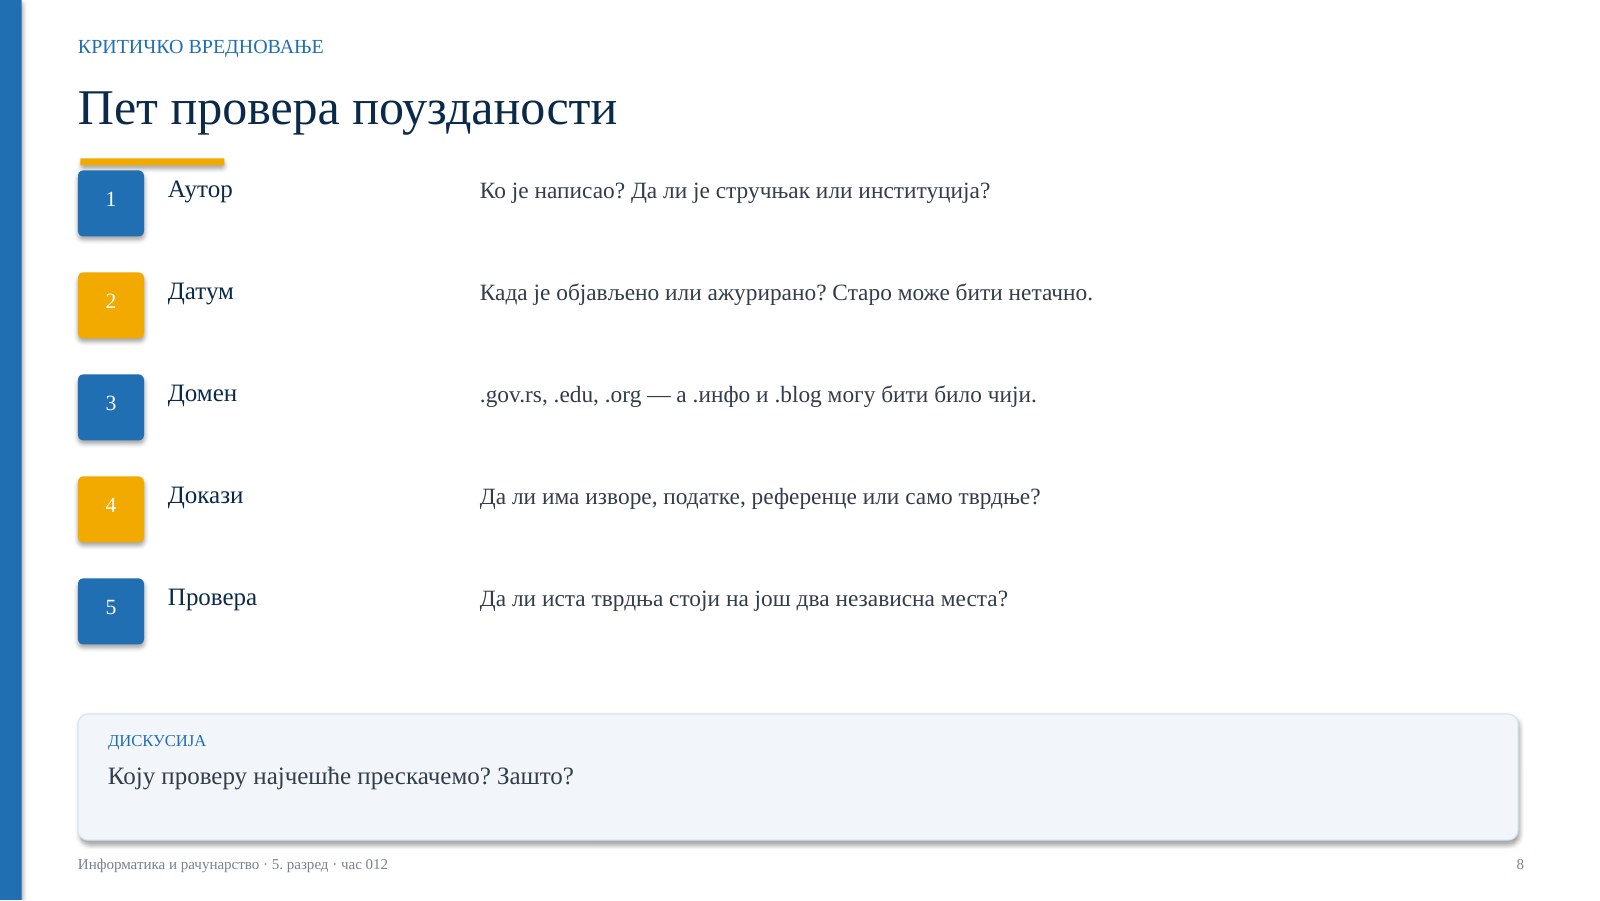 КРИТИЧКО ВРЕДНОВАЊЕ
Пет провера поузданости
1 Аутор Ко је написао? Да ли је стручњак или институција?
2 Датум Када је објављено или ажурирано? Старо може бити нетачно.
3 Домен .gov.rs, .edu, .org — а .инфо и .blog могу бити било чији.
4 Докази Да ли има изворе, податке, референце или само тврдње?
5 Провера Да ли иста тврдња стоји на још два независна места?
ДИСКУСИЈА
Коју проверу најчешће прескачемо? Зашто?
Информатика и рачунарство · 5. разред · час 012 8